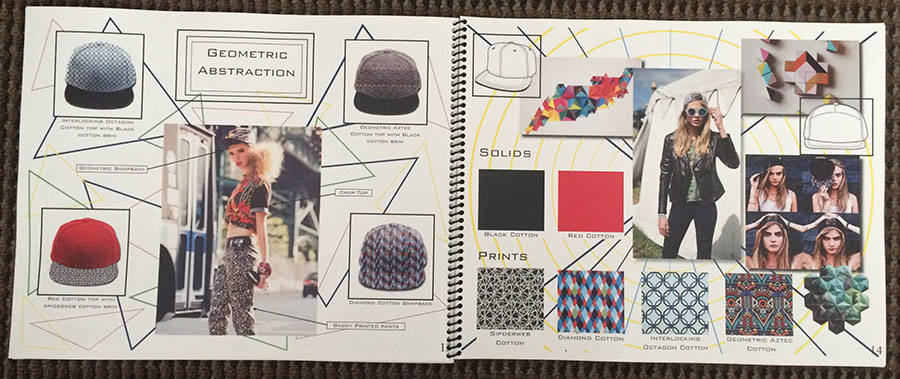 Geometric
Abstraction
Interlocking Octagon
Cotton top with Black
cotton brim
Geometric Aztec
Cotton top with Black
cotton brim
Geometric Snapback
Crop Top
Red Cotton top with
spiderweb cotton brim
Diamond Cotton Snapback
Baggy Printed pants
Solids
Black Cotton
Red Cotton
Prints
Sipderweb
Cotton
Diamond Cotton
Interlocking
Octagon Cotton
Geometric Aztec
Cotton
14